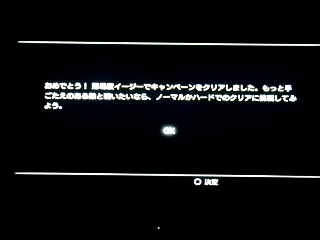 おめでとう！ 難易度イージーでキャンペーンをクリアしました。もっと手
ごたえのある敵と戦いたいなら、ノーマルかハードでのクリアに挑戦してみ
よう。
OK
決定